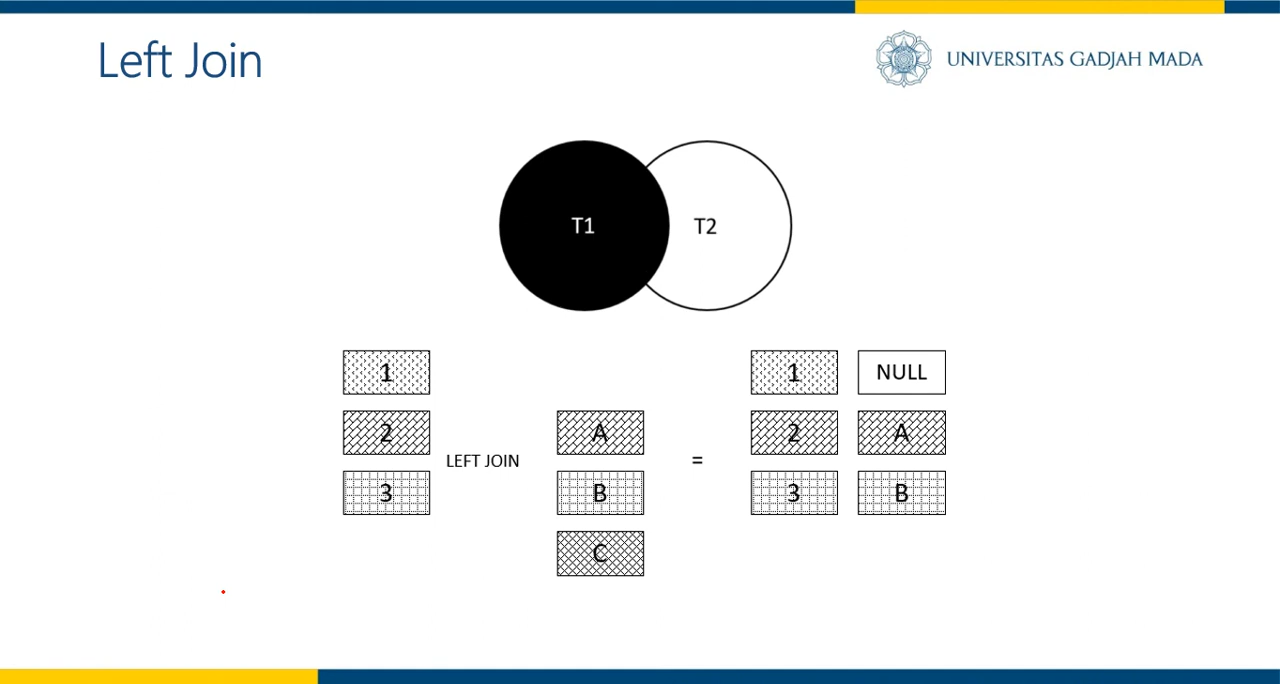 Left Join
UNIVERSITAS GADJAH MADA
T1
T2
1
2
3
LEFT JOIN
A
B
C
=
1 NULL
2 A
3 B